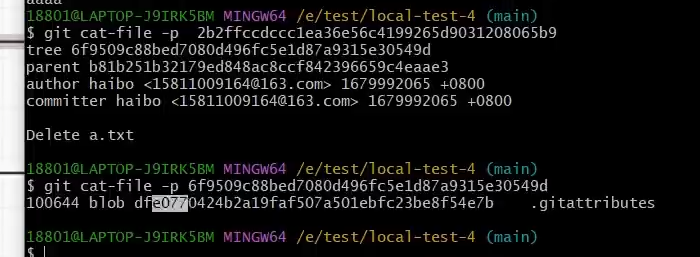 aaaa
18801@LAPTOP-J9IRK5BM MINGW64 /e/test/local-test-4 (main)
$ git cat-file -p  2b2ffccdccc1ea36e56c4199265d9031208065b9
tree 6f9509c88bed7080d496fc5e1d87a9315e30549d
parent b81b251b32179ed848ac8ccf842396659c4eaae3
author haibo <15811009164@163.com> 1679992065 +0800
committer haibo <15811009164@163.com> 1679992065 +0800
Delete a.txt
18801@LAPTOP-J9IRK5BM MINGW64 /e/test/local-test-4 (main)
$ git cat-file -p 6f9509c88bed7080d496fc5e1d87a9315e30549d
100644 blob dfe0770424b2a19faf507a501ebfc23be8f54e7b    .gitattributes
18801@LAPTOP-J9IRK5BM MINGW64 /e/test/local-test-4 (main)
$